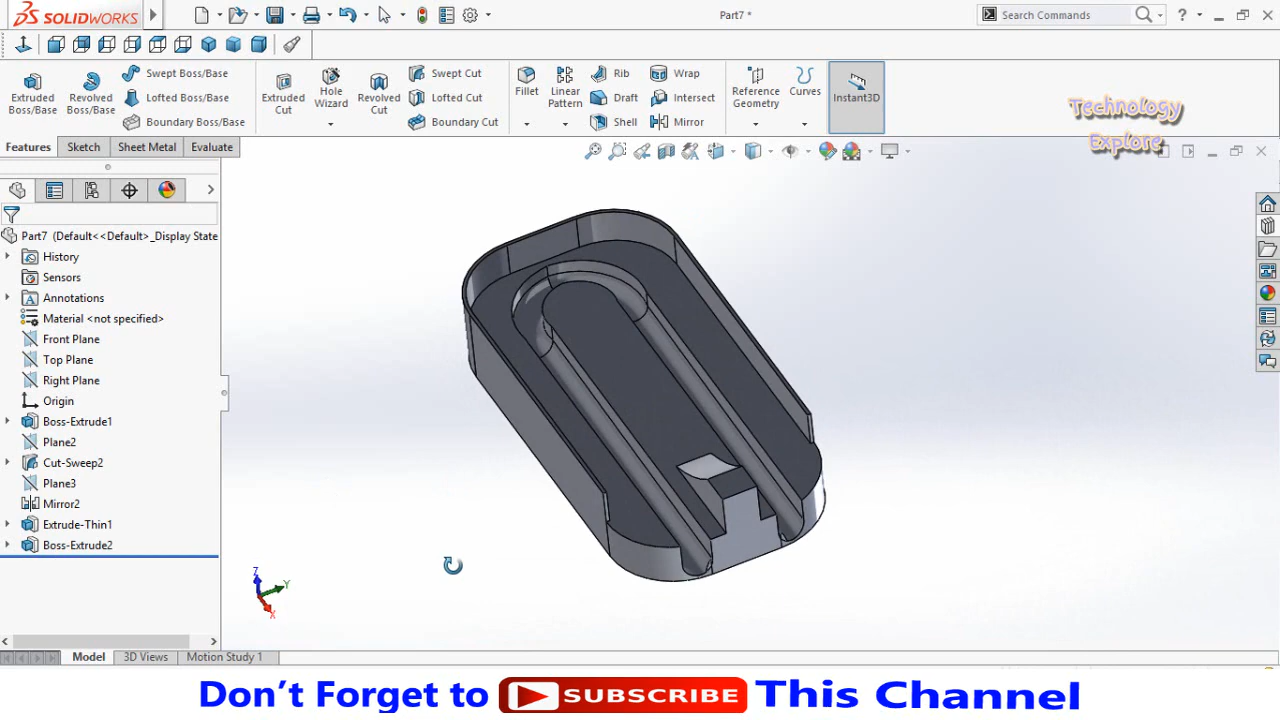 SOLIDWORKS
Part7 *
Search Commands
?
Extruded Boss/Base
Revolved Boss/Base
Swept Boss/Base
Lofted Boss/Base
Boundary Boss/Base
Extruded Cut
Hole Wizard
Revolved Cut
Swept Cut
Lofted Cut
Boundary Cut
Fillet
Linear Pattern
Rib
Draft
Shell
Wrap
Intersect
Mirror
Reference Geometry
Curves
Instant3D
Technology
Explore
Features Sketch Sheet Metal Evaluate
Part7 (Default<<Default>_Display State
History
Sensors
Annotations
Material <not specified>
Front Plane
Top Plane
Right Plane
Origin
Boss-Extrude1
Plane2
Cut-Sweep2
Plane3
Mirror2
Extrude-Thin1
Boss-Extrude2
Z
Y
X
Model 3D Views Motion Study 1
Don't Forget to SUBSCRIBE This Channel